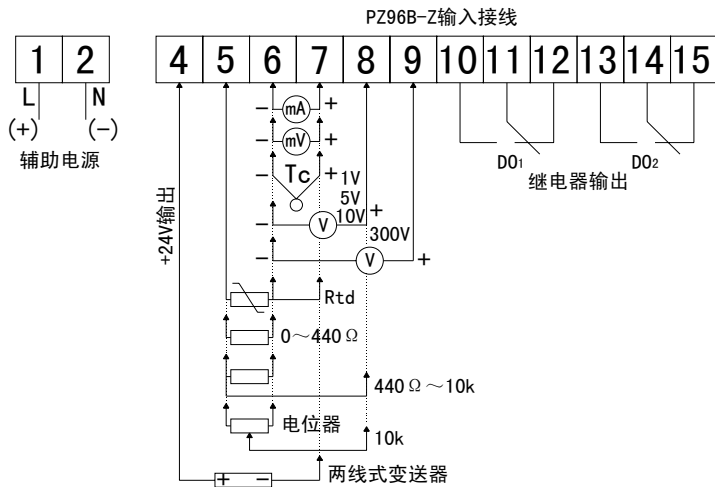 PZ96B-Z输入接线
1 2 4 5 6 7 8 9 10 11 12 13 14 15
L N
(+) (-)
辅助电源
- mA +
- mV +
- Tc + 1V
5V
10V
- V +
300V
- V +
DO1 DO2
继电器输出
+24V输出
Rtd
0～440Ω
440Ω～10k
电位器
10k
+ - 两线式变送器